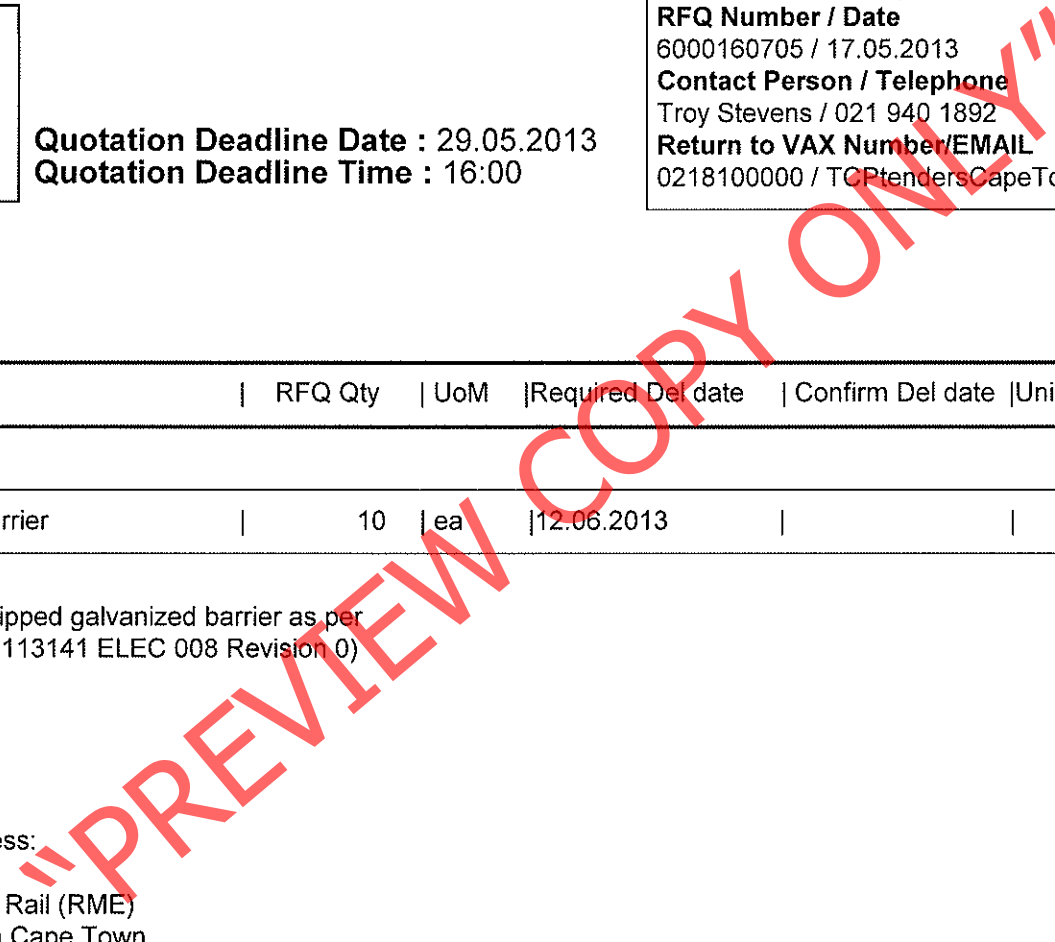 RFQ Number / Date
6000160705 / 17.05.2013
Contact Person / Telephone
Troy Stevens / 021 940 1892
Return to VAX Number/EMAIL
0218100000 / TCPtendersCapeTo
Quotation Deadline Date : 29.05.2013
Quotation Deadline Time : 16:00
| RFQ Qty | UoM |Required Del date | Confirm Del date |Uni
rrier | 10 | ea |12.06.2013 | |
ipped galvanized barrier as per
113141 ELEC 008 Revision 0)
ess:
Rail (RME)
Cape Town
"PREVIEW COPY ONLY"